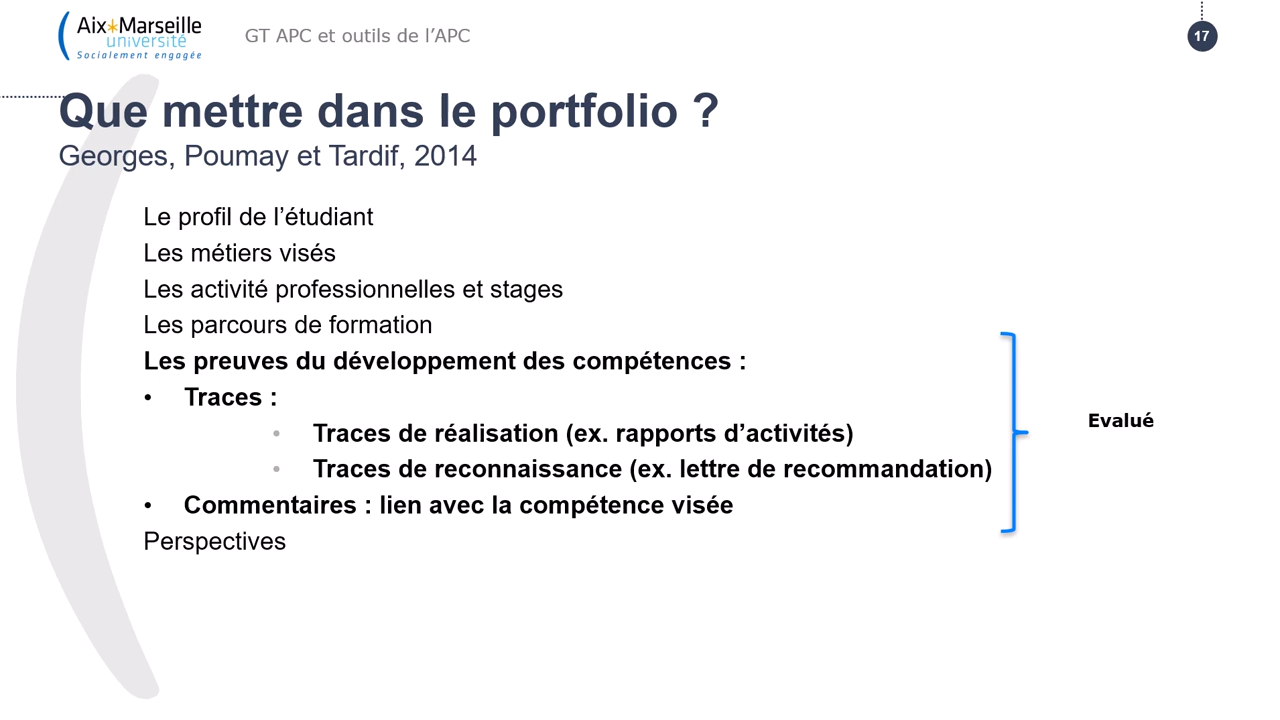 Aix*Marseille
université
Socialement engagée
GT APC et outils de l’APC
17
Que mettre dans le portfolio ?
Georges, Poumay et Tardif, 2014
Le profil de l’étudiant
Les métiers visés
Les activité professionnelles et stages
Les parcours de formation
Les preuves du développement des compétences :
• Traces :
• Traces de réalisation (ex. rapports d’activités)
• Traces de reconnaissance (ex. lettre de recommandation)
• Commentaires : lien avec la compétence visée
Perspectives
Evalué